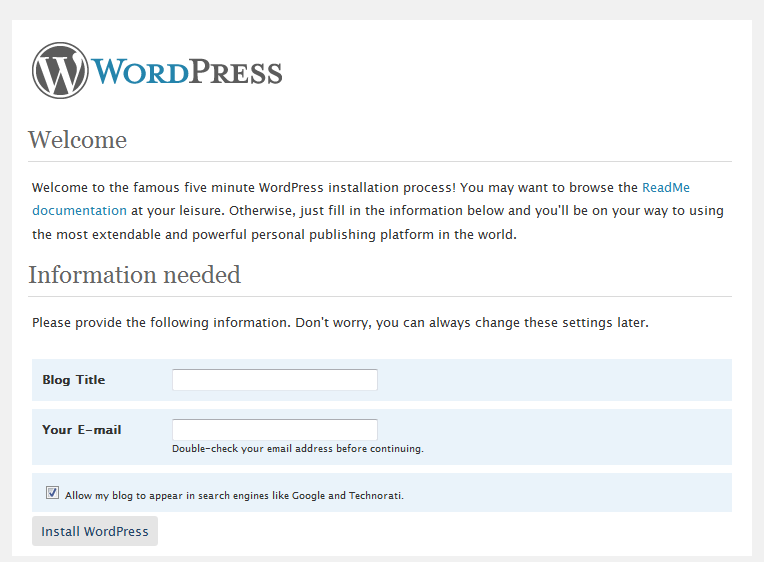 WORDPRESS
Welcome
Welcome to the famous five minute WordPress installation process! You may want to browse the ReadMe
documentation at your leisure. Otherwise, just fill in the information below and you'll be on your way to using
the most extendable and powerful personal publishing platform in the world.
Information needed
Please provide the following information. Don't worry, you can always change these settings later.
Blog Title
Your E-mail
Double-check your email address before continuing.
Allow my blog to appear in search engines like Google and Technorati.
Install WordPress